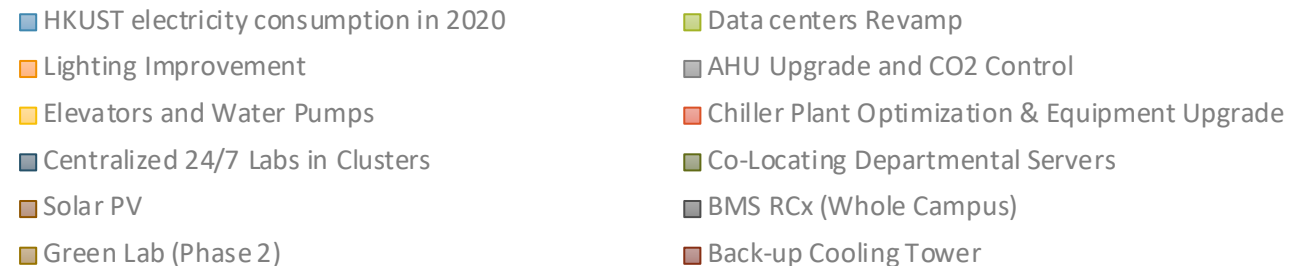 HKUST electricity consumption in 2020
Data centers Revamp
Lighting Improvement
AHU Upgrade and CO2 Control
Elevators and Water Pumps
Chiller Plant Optimization & Equipment Upgrade
Centralized 24/7 Labs in Clusters
Co-Locating Departmental Servers
Solar PV
BMS RCx (Whole Campus)
Green Lab (Phase 2)
Back-up Cooling Tower